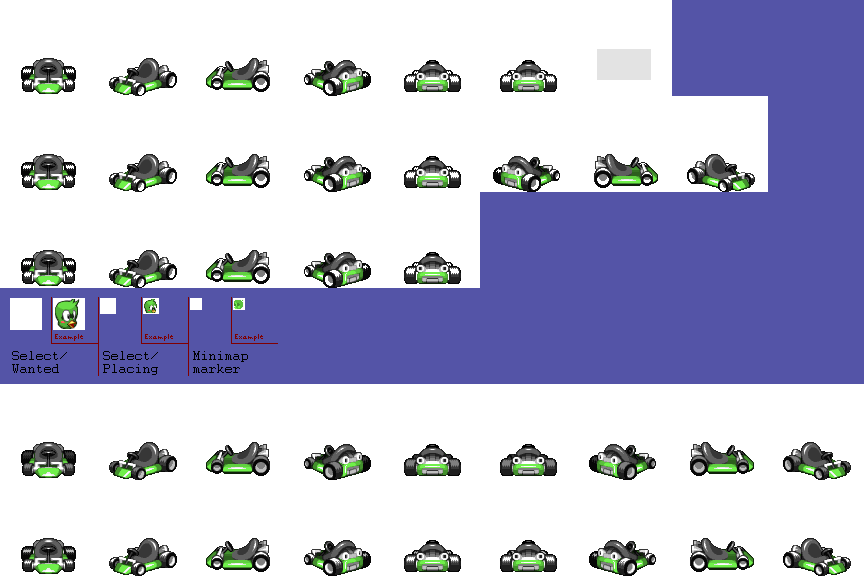 Example
Example
Example
Select/
Wanted
Select/
Placing
Minimap
marker